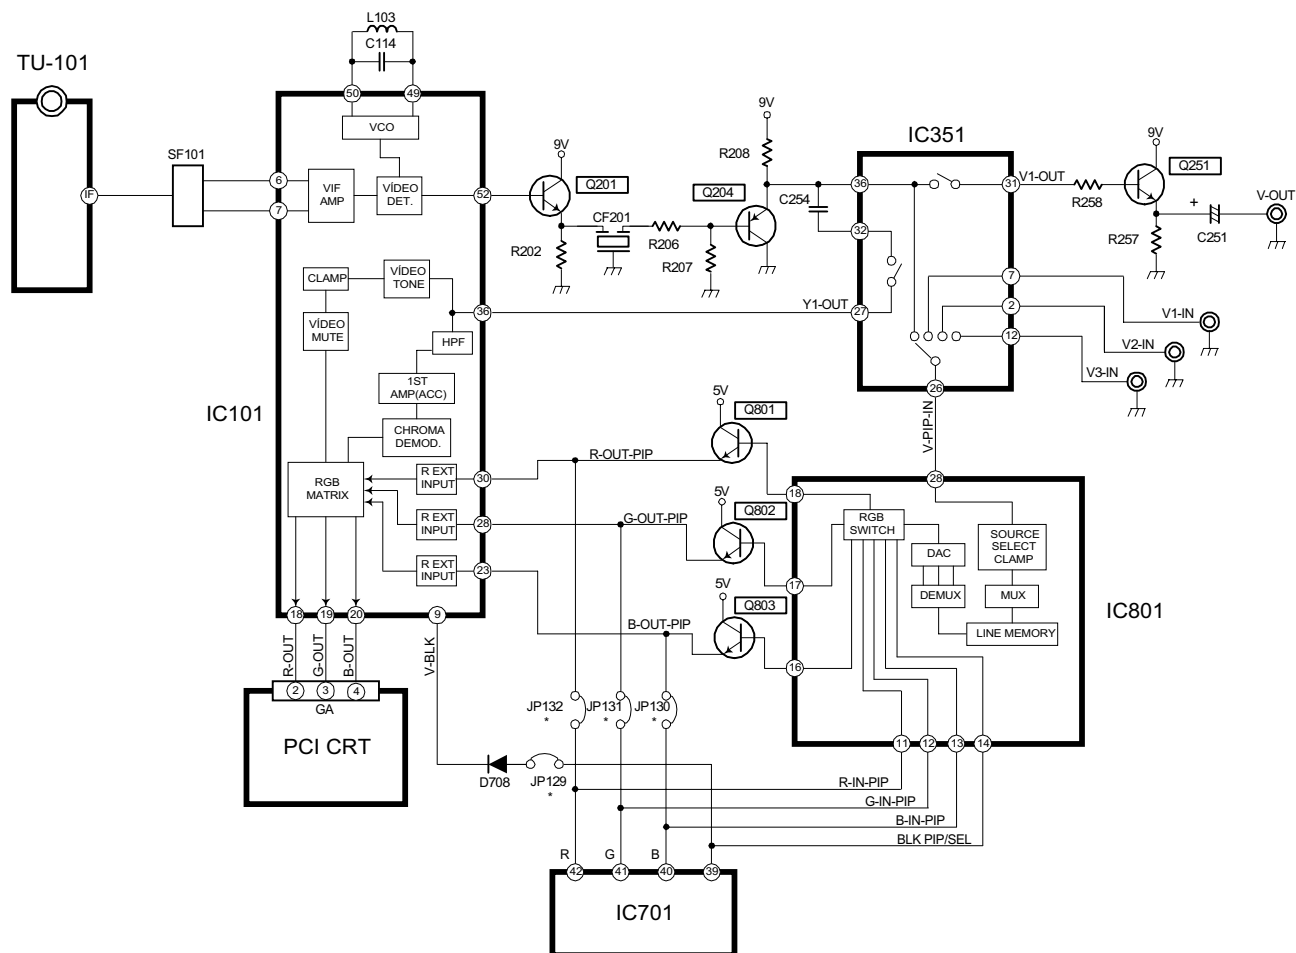 L103
C114
TU-101
50
49
VCO
SF101
IF
6
7
VIF
AMP
VÍDEO
DET.
52
9V
Q201
CF201
R202
R206
R207
9V
R208
Q204
C254
IC351
36
32
27
31
V1-OUT
R258
9V
Q251
R257
+
C251
V-OUT
7
2
12
V1-IN
V2-IN
V3-IN
26
V-PIP-IN
CLAMP
VÍDEO
TONE
VÍDEO
MUTE
36
Y1-OUT
HPF
1ST
AMP(ACC)
CHROMA
DEMOD.
IC101
RGB
MATRIX
R EXT
INPUT
30
R-OUT-PIP
R EXT
INPUT
28
G-OUT-PIP
R EXT
INPUT
23
B-OUT-PIP
5V
Q801
5V
Q802
5V
Q803
28
18
17
16
RGB
SWITCH
DAC
DEMUX
SOURCE
SELECT
CLAMP
MUX
LINE MEMORY
IC801
18
19
20
9
R-OUT
G-OUT
B-OUT
V-BLK
2
3
4
GA
PCI CRT
D708
JP129
*
JP132
*
JP131
*
JP130
*
11
12
13
14
R-IN-PIP
G-IN-PIP
B-IN-PIP
BLK PIP/SEL
R
G
B
42
41
40
39
IC701